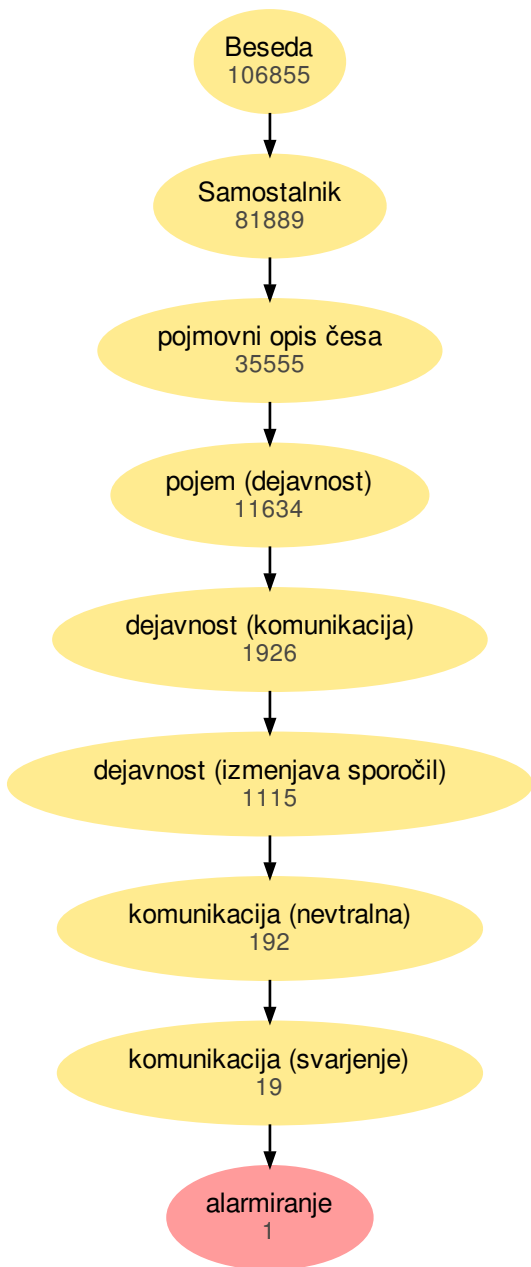 Beseda
106855
Samostalnik
81889
pojmovni opis česa
35555
pojem (dejavnost)
11634
dejavnost (komunikacija)
1926
dejavnost (izmenjava sporočil)
1115
komunikacija (nevtralna)
192
komunikacija (svarjenje)
19
alarmiranje
1